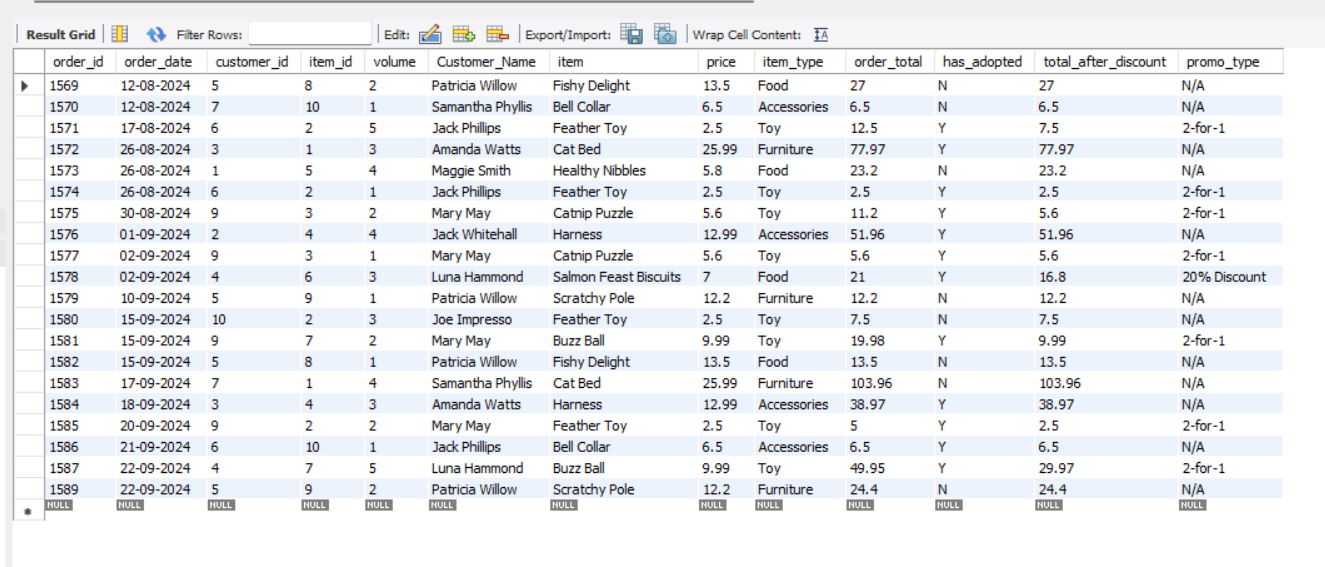 Result Grid Filter Rows: Edit: Export/Import: Wrap Cell Content: IA
order_id order_date customer_id item_id volume Customer_Name item price item_type order_total has_adopted total_after_discount promo_type
1569 12-08-2024 5 8 2 Patricia Willow Fishy Delight 13.5 Food 27 N 27 N/A
1570 12-08-2024 7 10 1 Samantha Phyllis Bell Collar 6.5 Accessories 6.5 N 6.5 N/A
1571 17-08-2024 6 2 5 Jack Phillips Feather Toy 2.5 Toy 12.5 Y 7.5 2-for-1
1572 26-08-2024 3 1 3 Amanda Watts Cat Bed 25.99 Furniture 77.97 Y 77.97 N/A
1573 26-08-2024 1 5 4 Maggie Smith Healthy Nibbles 5.8 Food 23.2 N 23.2 N/A
1574 26-08-2024 6 2 1 Jack Phillips Feather Toy 2.5 Toy 2.5 Y 2.5 2-for-1
1575 30-08-2024 9 3 2 Mary May Catnip Puzzle 5.6 Toy 11.2 Y 5.6 2-for-1
1576 01-09-2024 2 4 4 Jack Whitehall Harness 12.99 Accessories 51.96 Y 51.96 N/A
1577 02-09-2024 9 3 1 Mary May Catnip Puzzle 5.6 Toy 5.6 Y 5.6 2-for-1
1578 02-09-2024 4 6 3 Luna Hammond Salmon Feast Biscuits 7 Food 21 Y 16.8 20% Discount
1579 10-09-2024 5 9 1 Patricia Willow Scratchy Pole 12.2 Furniture 12.2 N 12.2 N/A
1580 15-09-2024 10 2 3 Joe Impresso Feather Toy 2.5 Toy 7.5 N 7.5 N/A
1581 15-09-2024 9 7 2 Mary May Buzz Ball 9.99 Toy 19.98 Y 9.99 2-for-1
1582 15-09-2024 5 8 1 Patricia Willow Fishy Delight 13.5 Food 13.5 N 13.5 N/A
1583 17-09-2024 7 1 4 Samantha Phyllis Cat Bed 25.99 Furniture 103.96 N 103.96 N/A
1584 18-09-2024 3 4 3 Amanda Watts Harness 12.99 Accessories 38.97 Y 38.97 N/A
1585 20-09-2024 9 2 2 Mary May Feather Toy 2.5 Toy 5 Y 2.5 2-for-1
1586 21-09-2024 6 10 1 Jack Phillips Bell Collar 6.5 Accessories 6.5 Y 6.5 N/A
1587 22-09-2024 4 7 5 Luna Hammond Buzz Ball 9.99 Toy 49.95 Y 29.97 2-for-1
1589 22-09-2024 5 9 2 Patricia Willow Scratchy Pole 12.2 Furniture 24.4 N 24.4 N/A
NULL NULL NULL NULL NULL NULL NULL NULL NULL NULL NULL NULL NULL